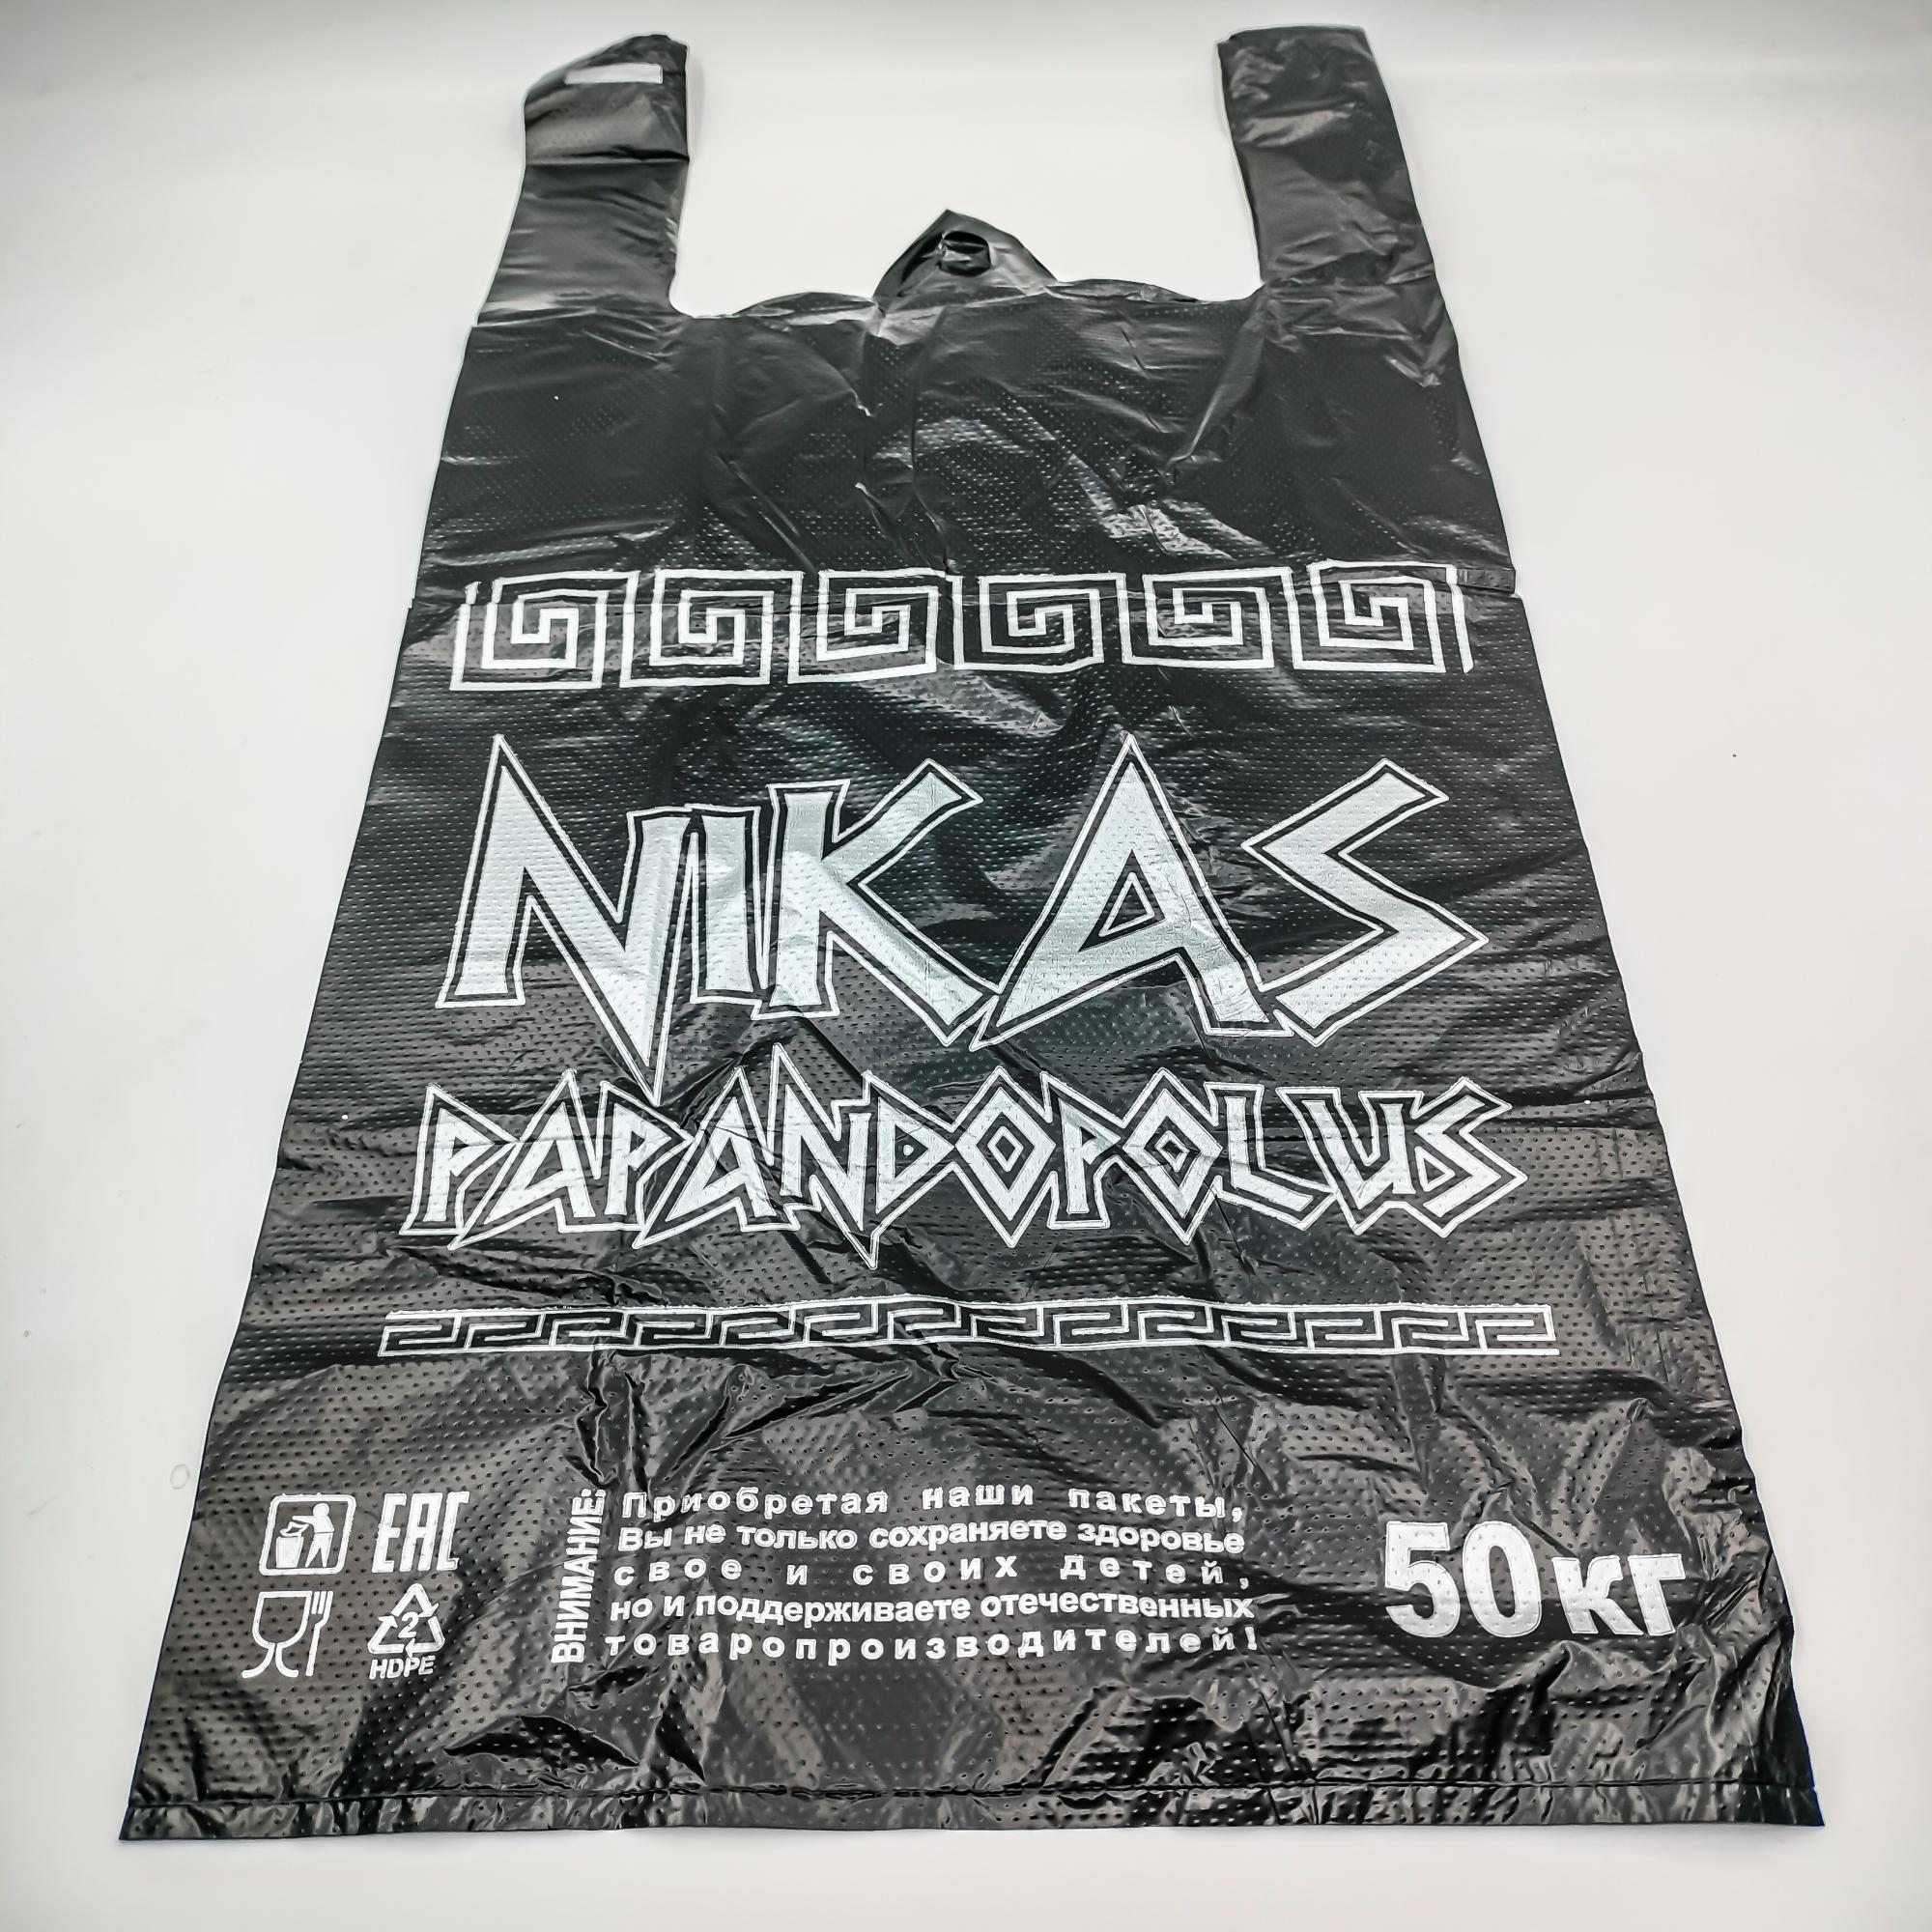 NIKAS
PAPANDOPOLUS
EAC
2
HDPE
ВНИМАНИЕ:
Приобретая наши пакеты,
Вы не только сохраняете здоровье
свое и своих детей,
но и поддерживаете отечественных
товаропроизводителей!
50кг